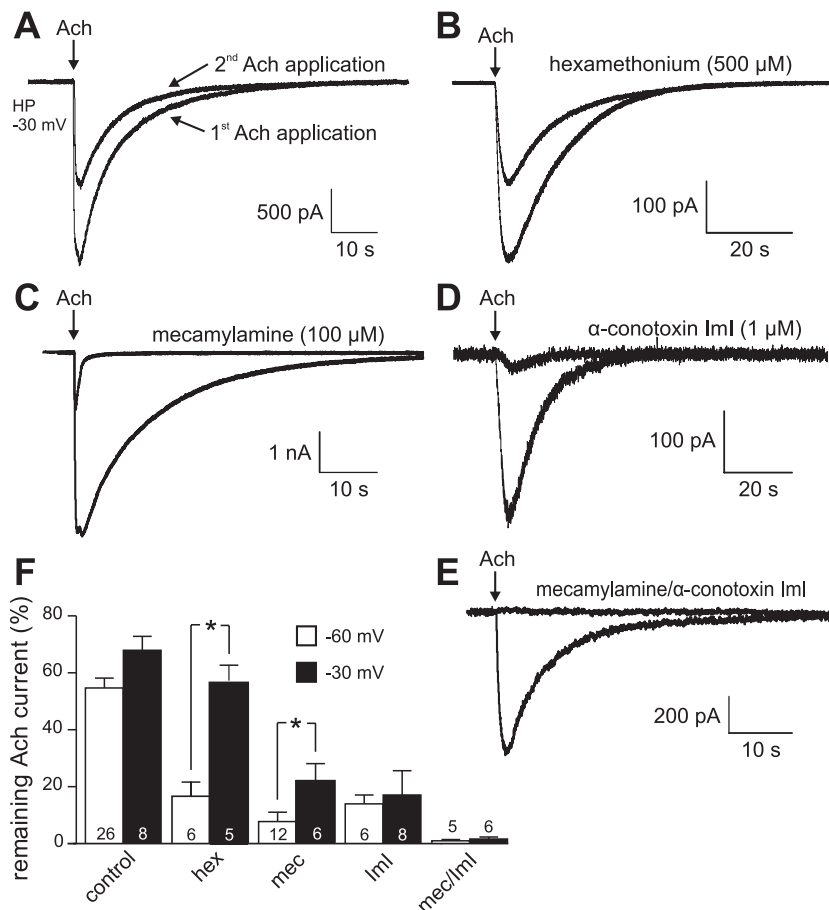 A
Ach
2nd Ach application
HP
-30 mV
1st Ach application
500 pA
10 s
B
Ach
hexamethonium (500 µM)
100 pA
20 s
C
Ach
mecamylamine (100 µM)
1 nA
10 s
D
Ach
α-conotoxin ImI (1 µM)
100 pA
20 s
E
Ach
mecamylamine/α-conotoxin ImI
200 pA
10 s
F
remaining Ach current (%)
80
60
40
20
0
-60 mV
-30 mV
*
*
26 8 6 5 12 6 6 8 5 6
control hex mec ImI mec/ImI